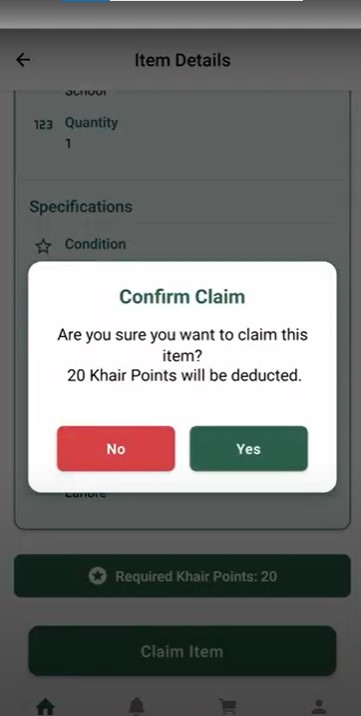 Item Details
School
123 Quantity
1
Specifications
Condition
Confirm Claim
Are you sure you want to claim this
item?
20 Khair Points will be deducted.
No
Yes
Lahore
Required Khair Points: 20
Claim Item